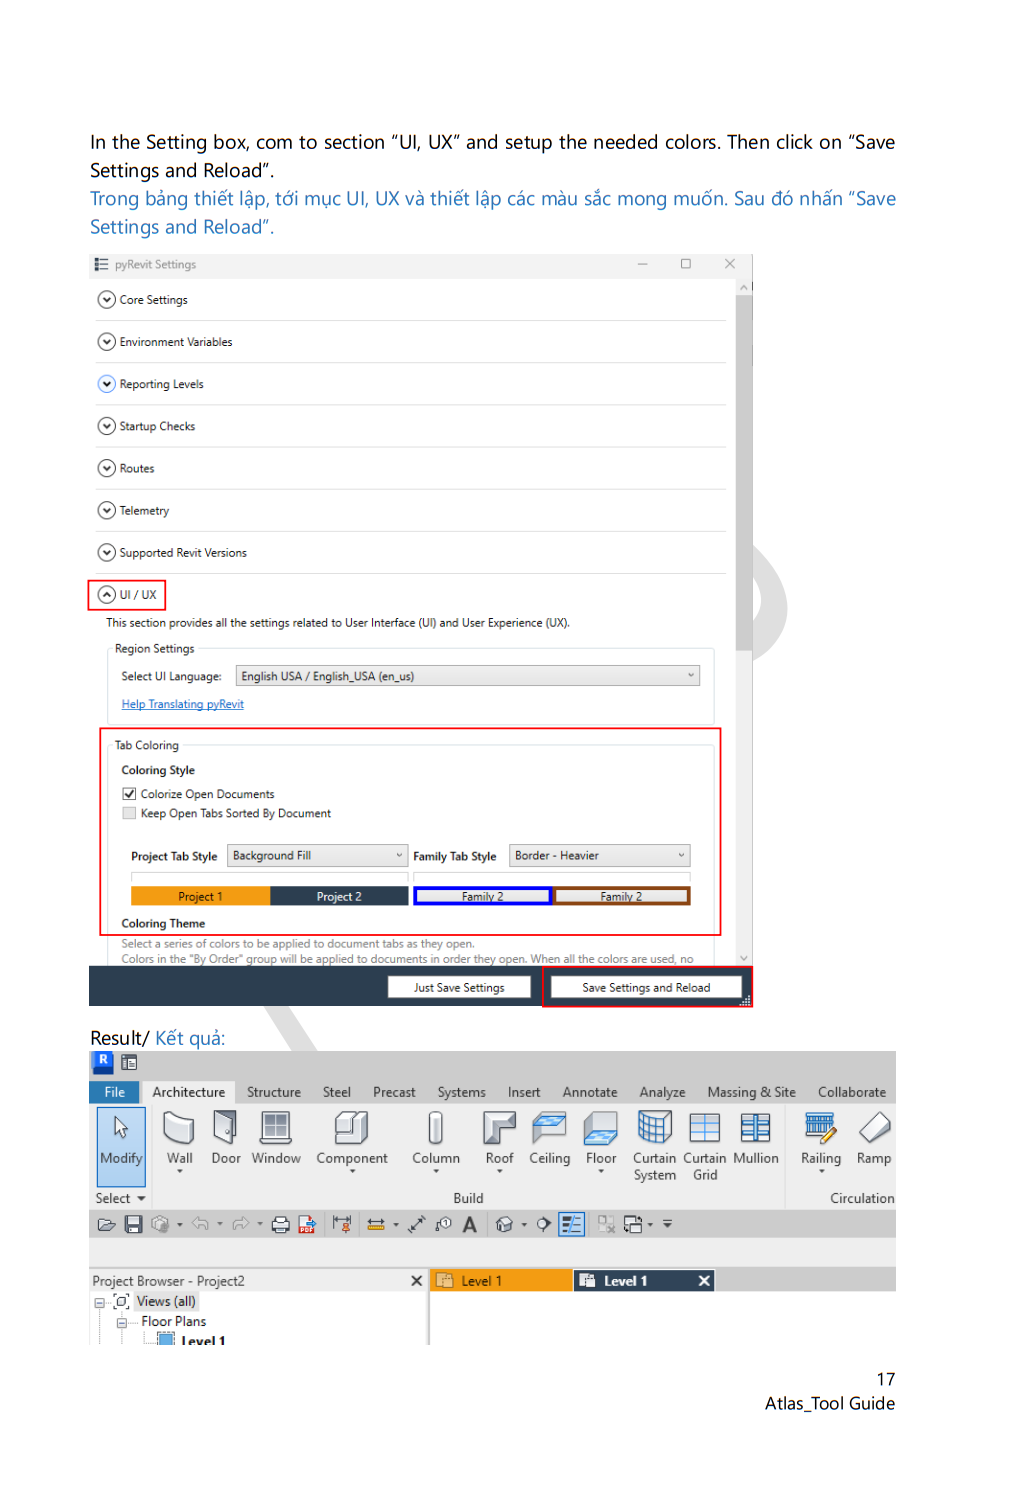 In the Setting box, com to section “UI, UX” and setup the needed colors. Then click on “Save
Settings and Reload”.
Trong bảng thiết lập, tới mục UI, UX và thiết lập các màu sắc mong muốn. Sau đó nhấn “Save
Settings and Reload”.
pyRevit Settings
Core Settings
Environment Variables
Reporting Levels
Startup Checks
Routes
Telemetry
Supported Revit Versions
UI / UX
This section provides all the settings related to User Interface (UI) and User Experience (UX).
Region Settings
Select UI Language: English USA / English_USA (en_us)
Help Translating pyRevit
Tab Coloring
Coloring Style
Colorize Open Documents
Keep Open Tabs Sorted By Document
Project Tab Style Background Fill Family Tab Style Border - Heavier
Project 1 Project 2 Family 2 Family 2
Coloring Theme
Select a series of colors to be applied to document tabs as they open.
Colors in the "By Order" group will be applied to documents in order they open. When all the colors are used, no
Just Save Settings Save Settings and Reload
Result/ Kết quả:
R
File Architecture Structure Steel Precast Systems Insert Annotate Analyze Massing & Site Collaborate
Modify Wall Door Window Component Column Roof Ceiling Floor Curtain Curtain Mullion Railing Ramp
System Grid
Select Build Circulation
PDF 1 A
Project Browser - Project2 Level 1 Level 1
Views (all)
Floor Plans
Level 1
17
Atlas_Tool Guide